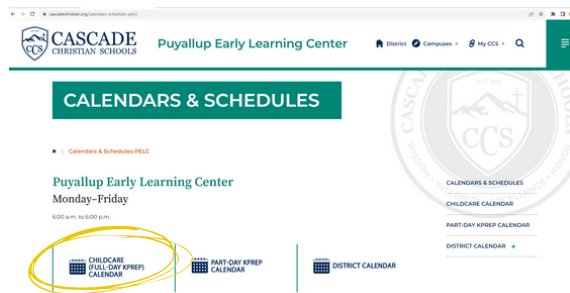 cascadechristian.org/calendars-schedules-pelc/
CASCADE
CHRISTIAN SCHOOLS
CCS
Puyallup Early Learning Center
District
Campuses
My CCS
CALENDARS & SCHEDULES
Calendars & Schedules-PELC
Puyallup Early Learning Center
Monday–Friday
6:00 a.m. to 6:00 p.m.
CHILDCARE
(FULL-DAY KPREP)
CALENDAR
PART-DAY KPREP
CALENDAR
DISTRICT CALENDAR
CCS
CALENDARS & SCHEDULES
CHILDCARE CALENDAR
PART-DAY KPREP CALENDAR
DISTRICT CALENDAR +